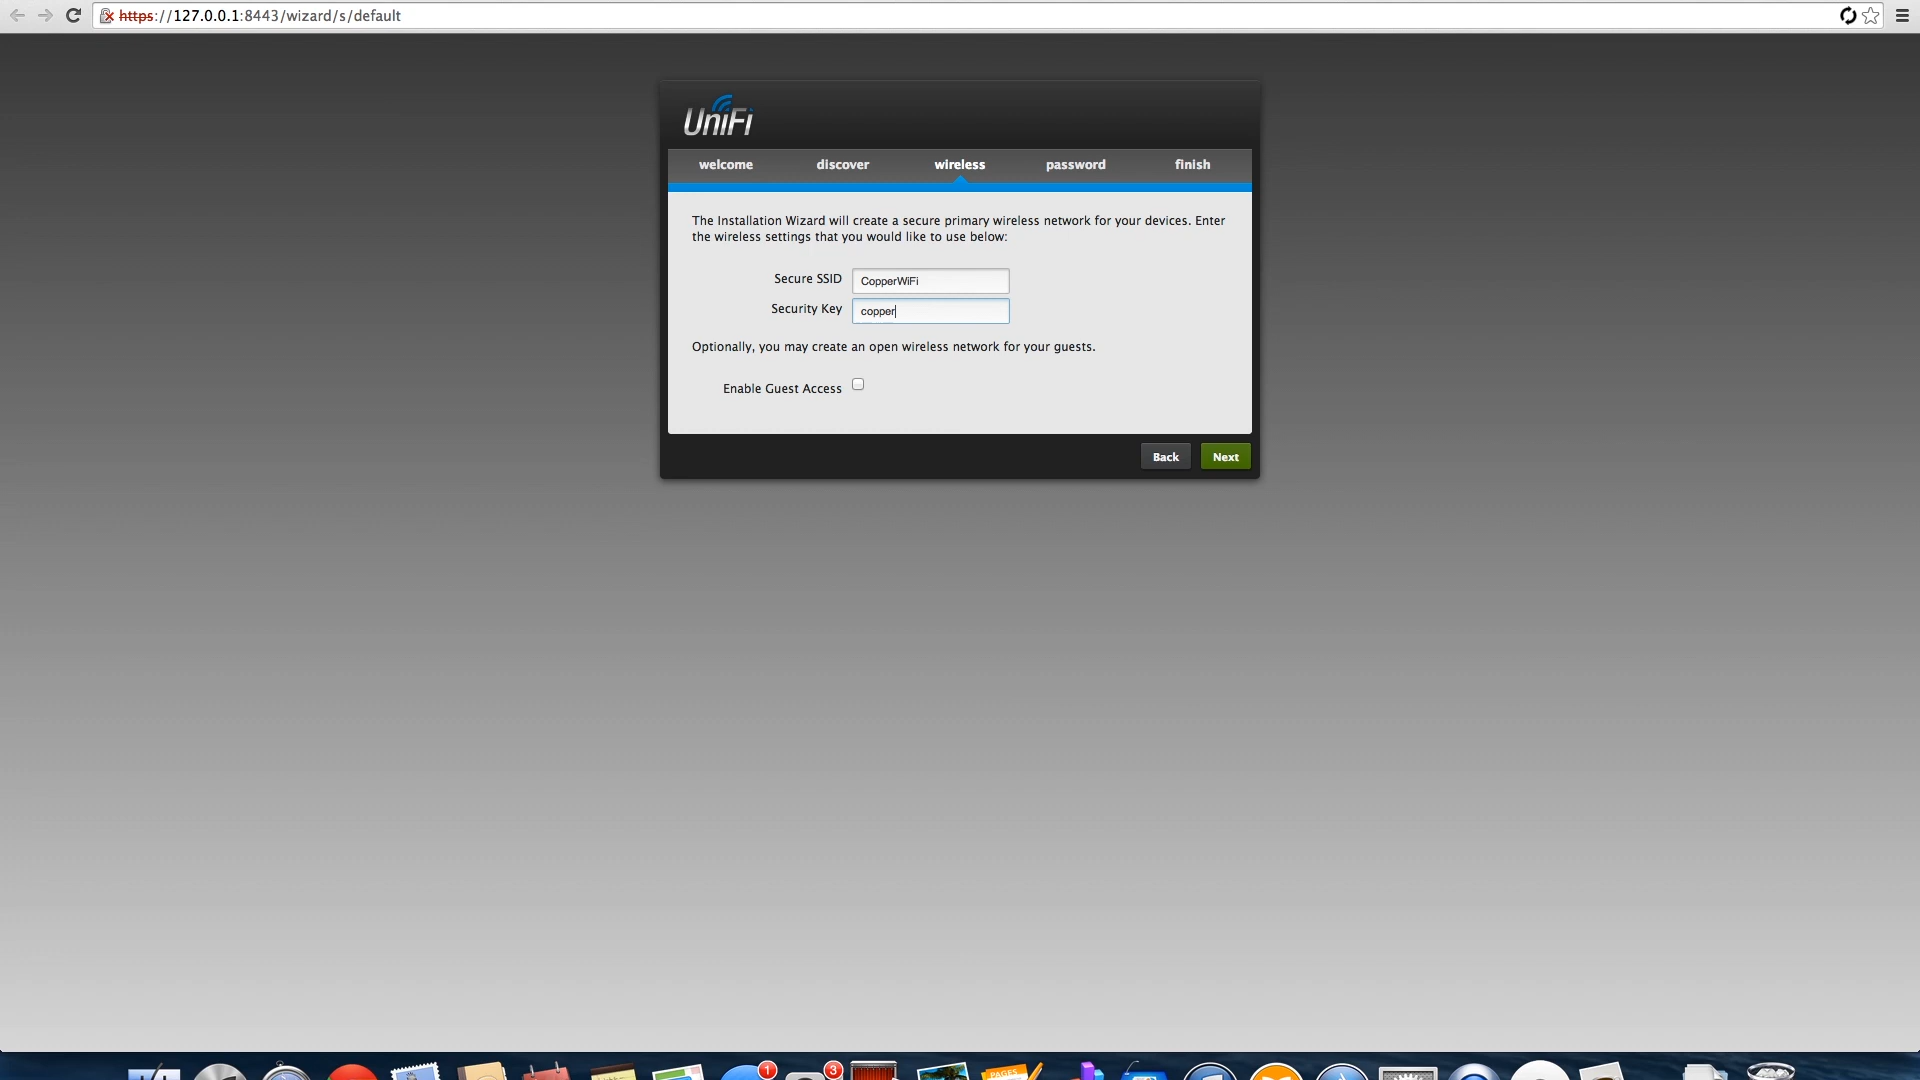 https://127.0.0.1:8443/wizard/s/default
UniFi
welcome discover wireless password finish
The Installation Wizard will create a secure primary wireless network for your devices. Enter
the wireless settings that you would like to use below:
Secure SSID CopperWiFi
Security Key copper
Optionally, you may create an open wireless network for your guests.
Enable Guest Access
Back Next
1 3
PAGES